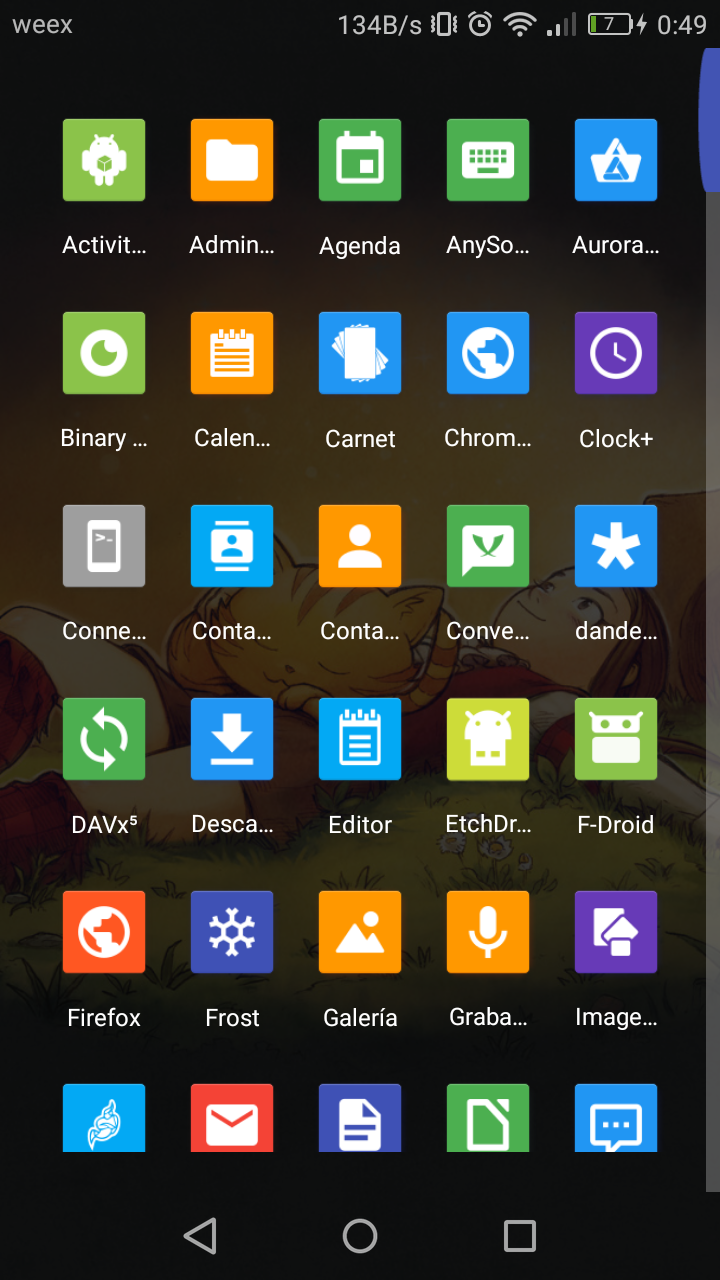 weex 134B/s 7 0:49
Activit... Admin... Agenda AnySo... Aurora...
Binary ... Calen... Carnet Chrom... Clock+
Conne... Conta... Conta... Conve... dande...
DAVx⁵ Desca... Editor EtchDr... F-Droid
Firefox Frost Galería Graba... Image...